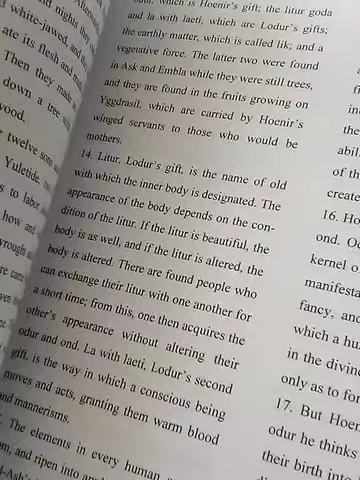 odur, which is Hoenir's gift; the litur goda
and la with laeti, which are Lodur's gifts;
the earthly matter, which is called lik; and a
vegetative force. The latter two were found
in Ask and Embla while they were still trees,
and they are found in the fruits growing on
Yggdrasil, which are carried by Hoenir's
winged servants to those who would be
mothers.
14. Litur, Lodur's gift, is the name of old
with which the inner body is designated. The
appearance of the body depends on the con-
dition of the litur. If the litur is beautiful, the
body is as well, and if the litur is altered, the
body is altered. There are found people who
can exchange their litur with one another for
a short time; from this, one then acquires the
other's appearance without altering their
odur and ond. La with laeti, Lodur's second
gift, is the way in which a conscious being
moves and acts, granting them warm blood
and mannerisms.
The elements in every human
and ripen into
nights they
white-jawed, and
ate its flesh and
Then they made
down a tree
wood.
twelve sons
Yuletide,
to labor
how and
wrought
create
16. Ho
ond. Od
kernel o
manifesta
fancy, and
which a hu
in the divin
only as to for
17. But Hoen
odur he thinks
their birth into